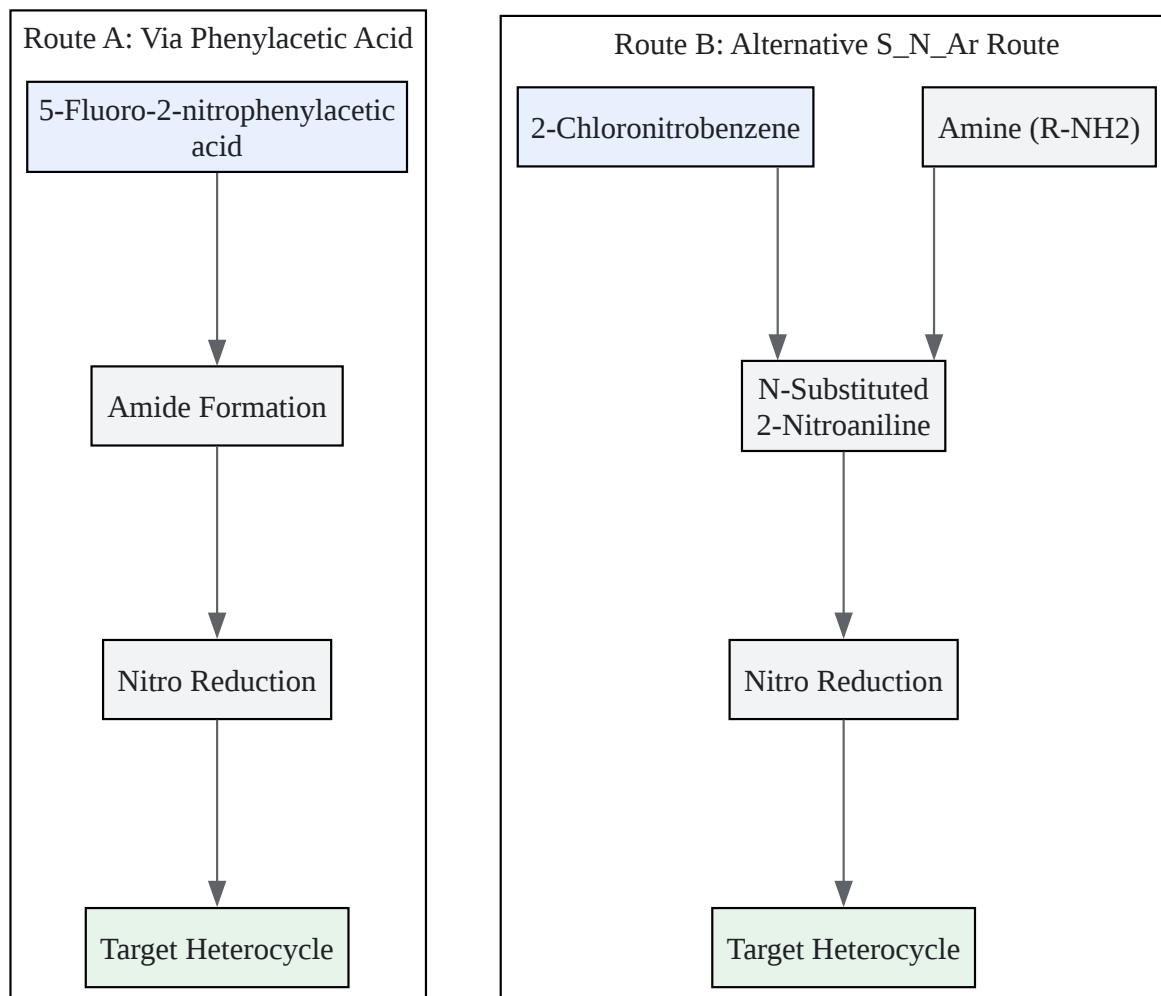 Route A: Via Phenylacetic Acid
5-Fluoro-2-nitrophenylacetic
acid
Amide Formation
Nitro Reduction
Target Heterocycle
Route B: Alternative S_N_Ar Route
2-Chloronitrobenzene
Amine (R-NH2)
N-Substituted
2-Nitroaniline
Nitro Reduction
Target Heterocycle